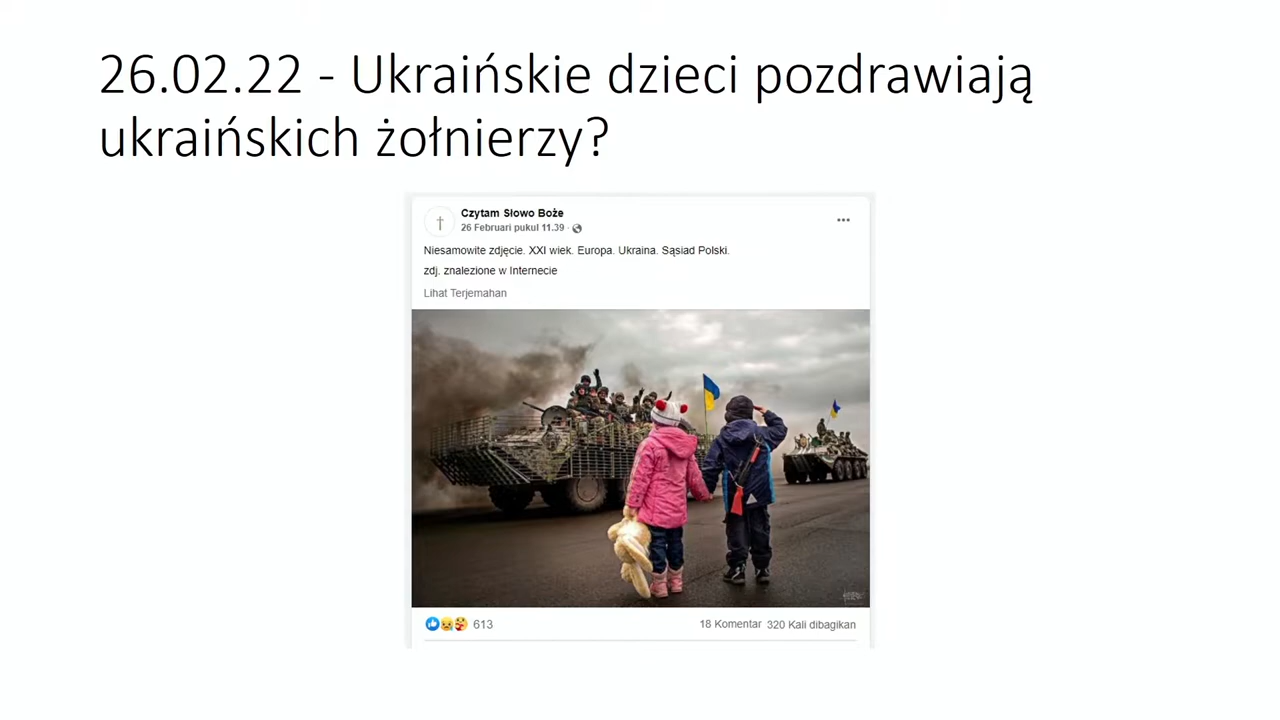 26.02.22 - Ukraińskie dzieci pozdrawiają
ukraińskich żołnierzy?
Czytam Słowo Boże
26 Februari pukul 11.39 ·
Niesamowite zdjęcie. XXI wiek. Europa. Ukraina. Sąsiad Polski.
zdj. znalezione w Internecie
Lihat Terjemahan
613
18 Komentar 320 Kali dibagikan